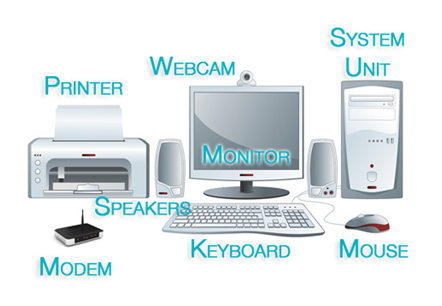 SYSTEM
UNIT
WEBCAM
PRINTER
MONITOR
SPEAKERS
KEYBOARD
MOUSE
MODEM